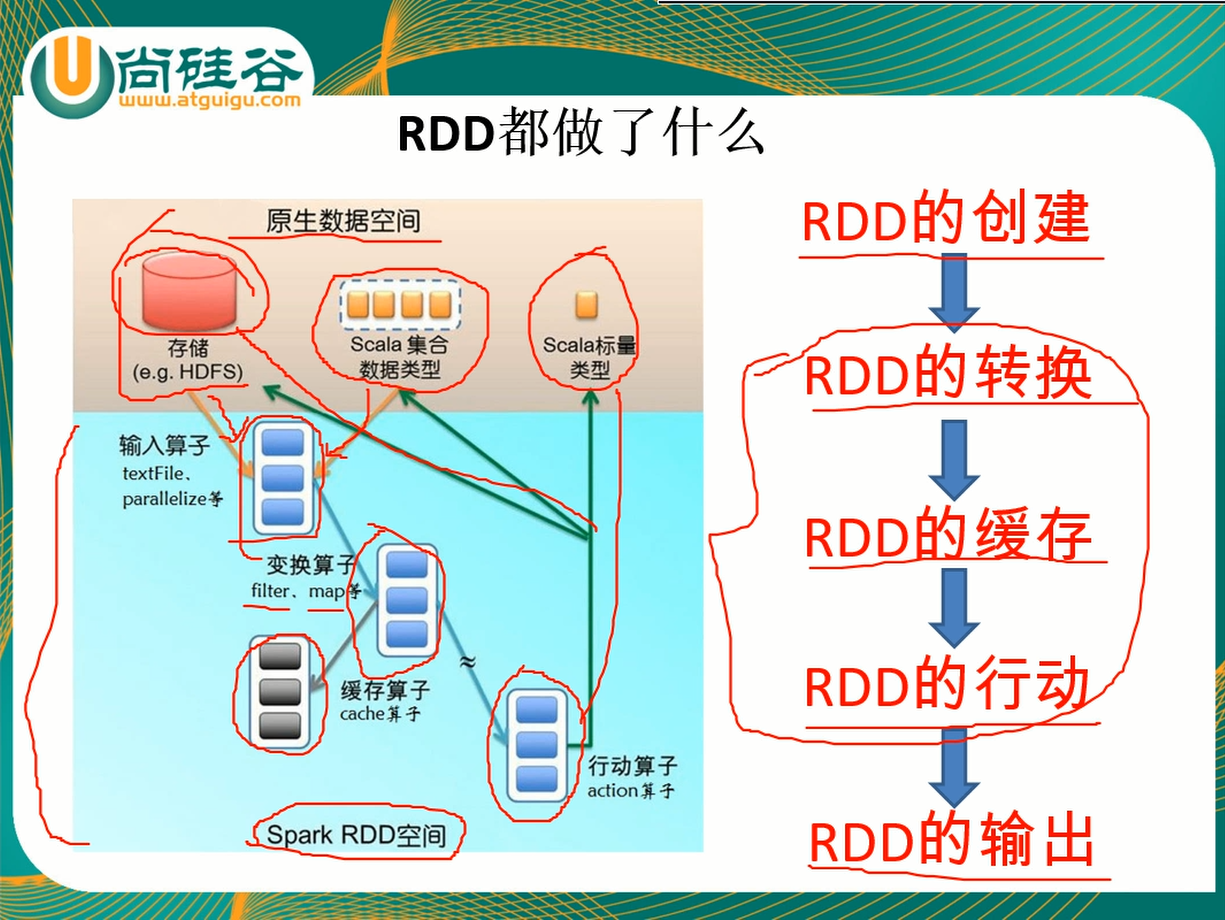 尚硅谷
www.atguigu.com
RDD都做了什么
原生数据空间
存储
(e.g. HDFS)
Scala 集合
数据类型
Scala标量
类型
输入算子
textFile、
parallelize等
变换算子
filter、map等
缓存算子
cache算子
≈
行动算子
action算子
Spark RDD空间
RDD的创建
RDD的转换
RDD的缓存
RDD的行动
RDD的输出